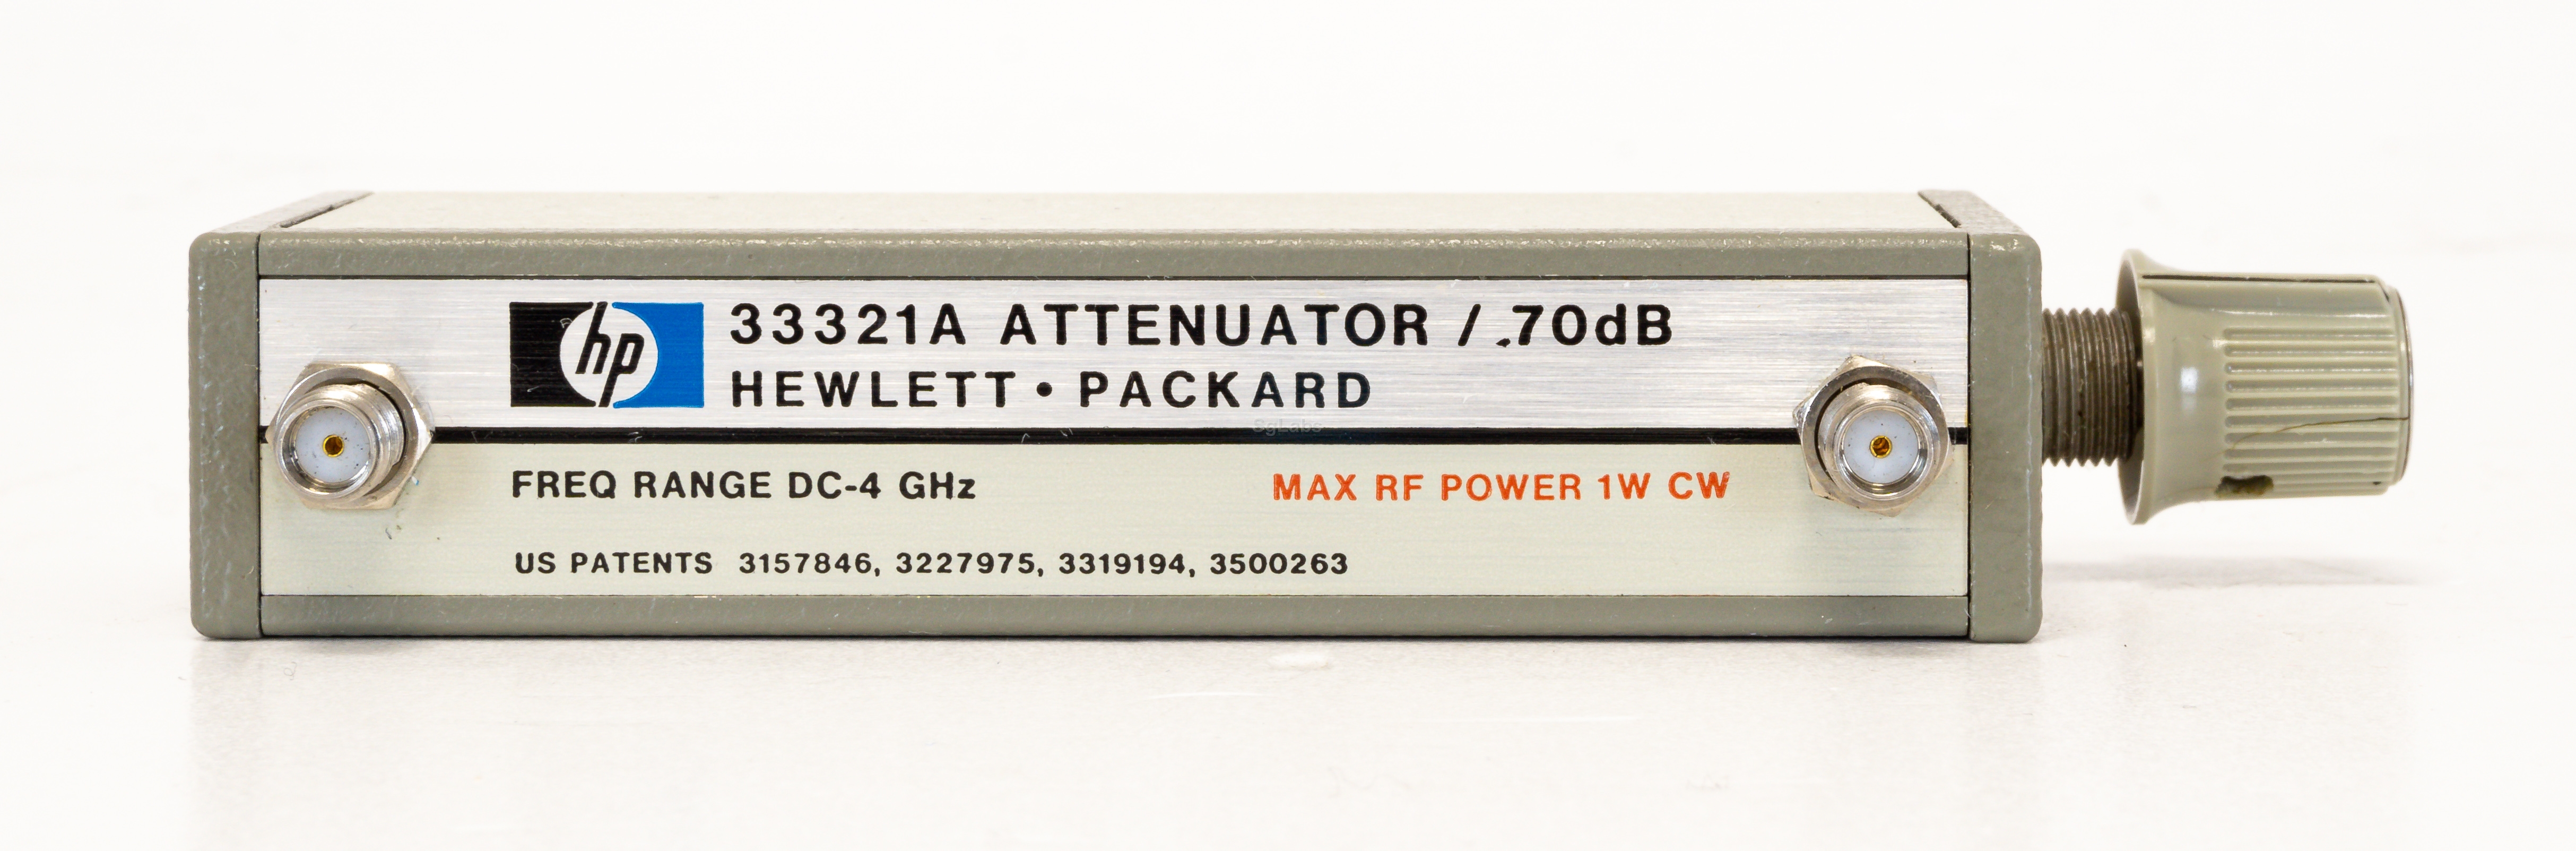 hp
33321A ATTENUATOR / .70dB
HEWLETT • PACKARD
SgLabs
FREQ RANGE DC-4 GHz
MAX RF POWER 1W CW
US PATENTS 3157846, 3227975, 3319194, 3500263